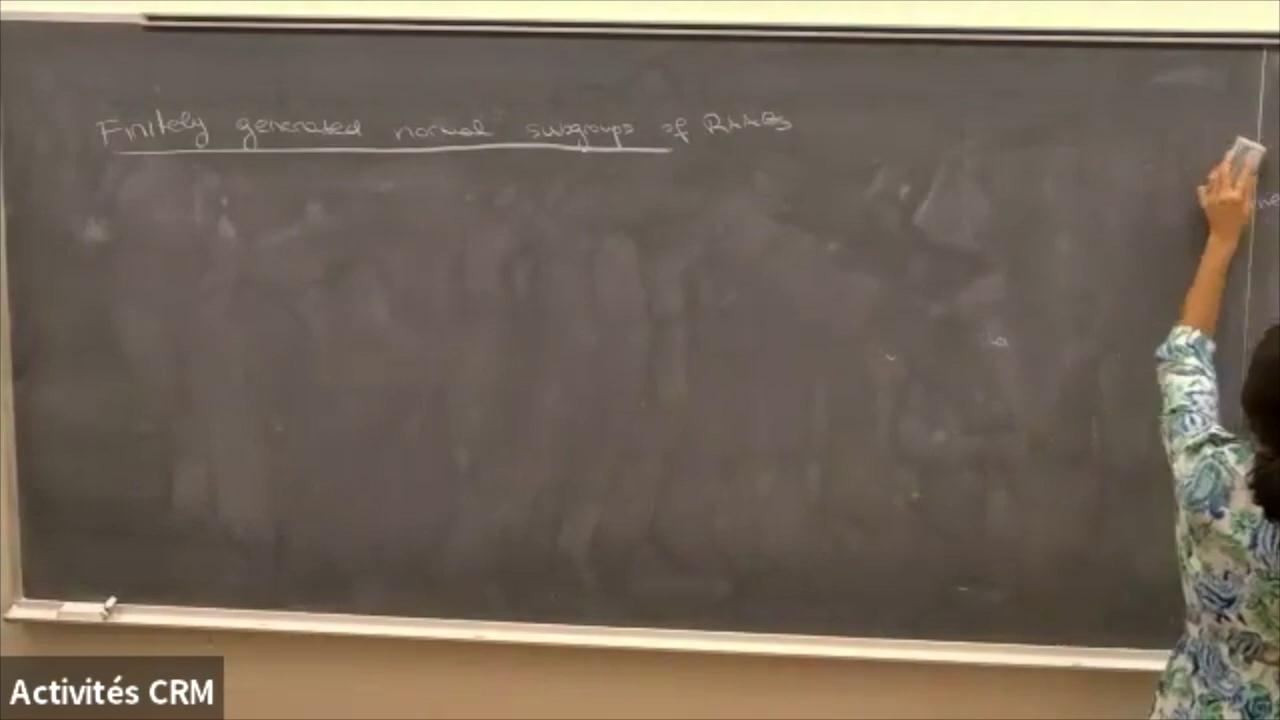 Finitely generated normal subgroups of RAAGs
Activités CRM